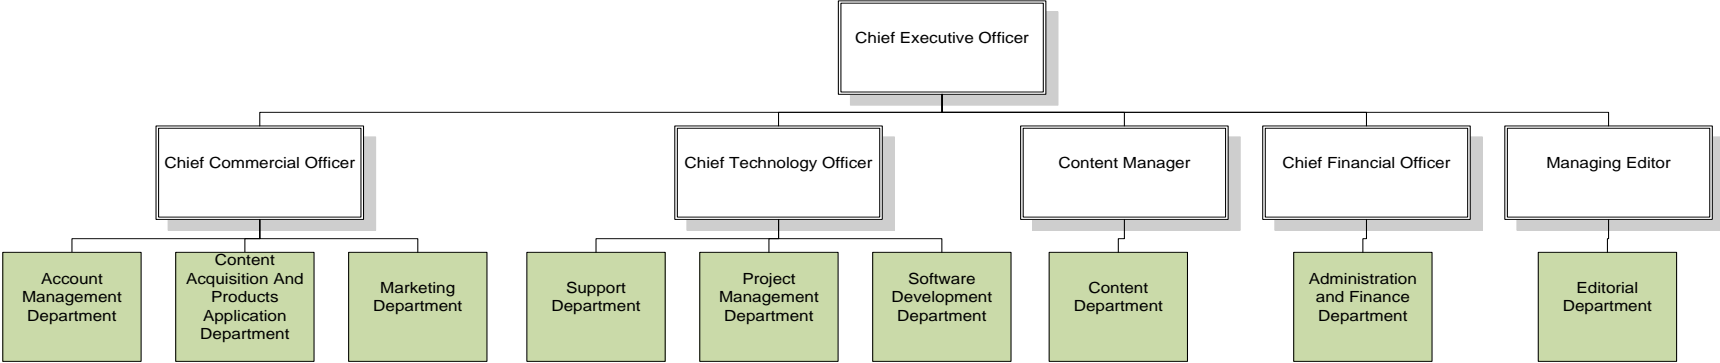 Chief Executive Officer
Chief Commercial Officer
Chief Technology Officer
Content Manager
Chief Financial Officer
Managing Editor
Account
Management
Department
Content
Acquisition And
Products
Application
Department
Marketing
Department
Support
Department
Project
Management
Department
Software
Development
Department
Content
Department
Administration
and Finance
Department
Editorial
Department